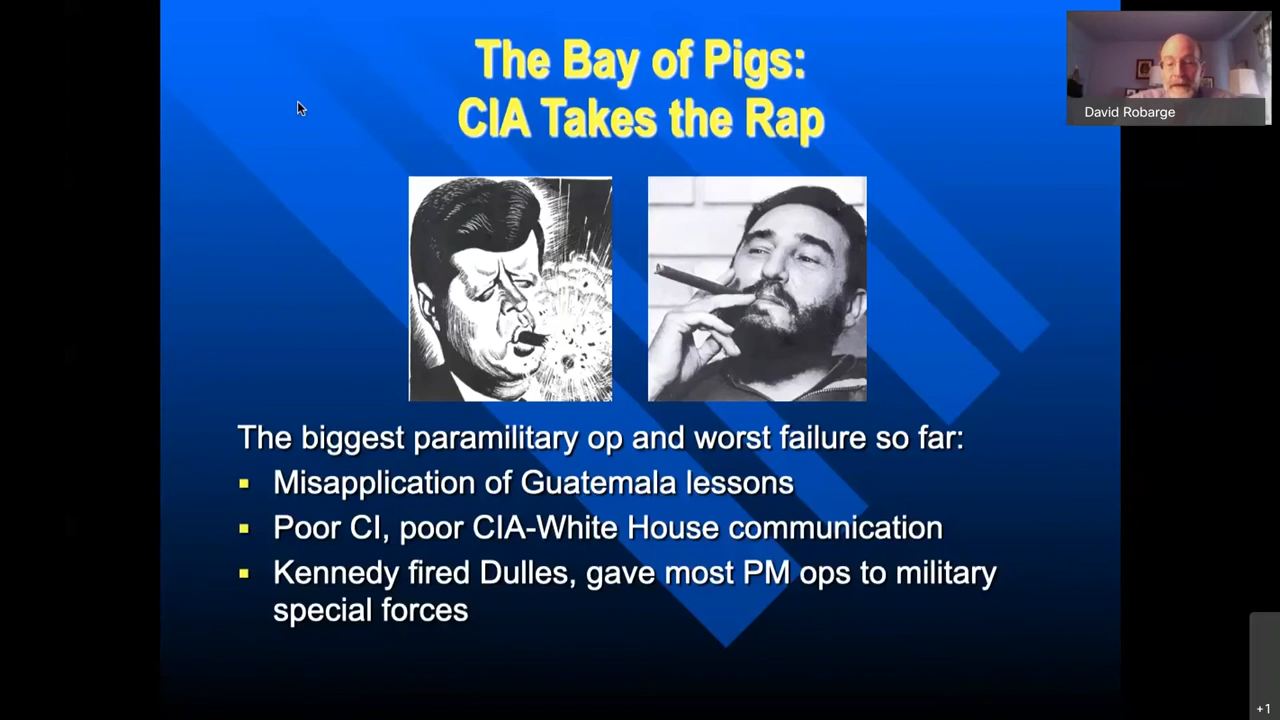 The Bay of Pigs:
CIA Takes the Rap
David Robarge
The biggest paramilitary op and worst failure so far:
▪ Misapplication of Guatemala lessons
▪ Poor CI, poor CIA-White House communication
▪ Kennedy fired Dulles, gave most PM ops to military
special forces
+1